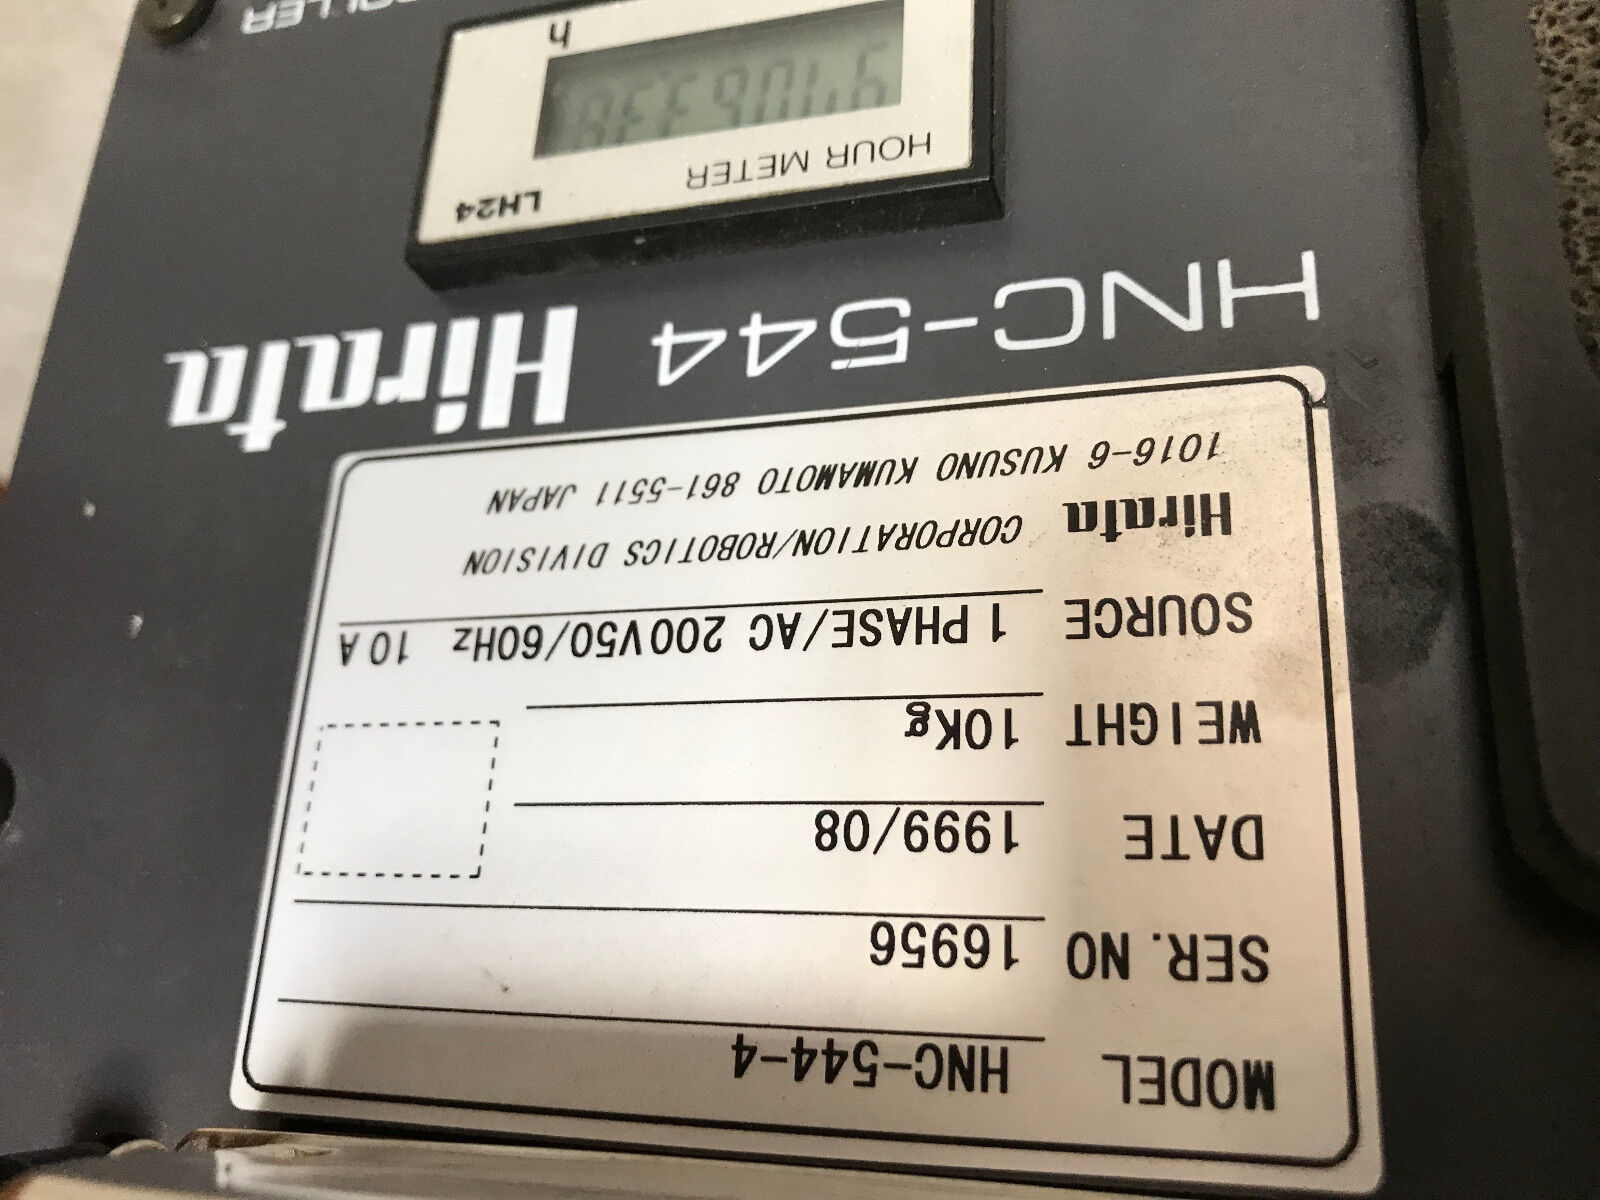 MODEL HNC-544-4
SER. NO 16956
DATE 1999/08
WEIGHT 10Kg
SOURCE 1 PHASE/AC 200V50/60Hz 10A
Hirata CORPORATION/ROBOTICS DIVISION
1016-6 KUSUNO KUMAMOTO 861-5511 JAPAN
HNC-544 Hirata
HOUR METER LH24
h